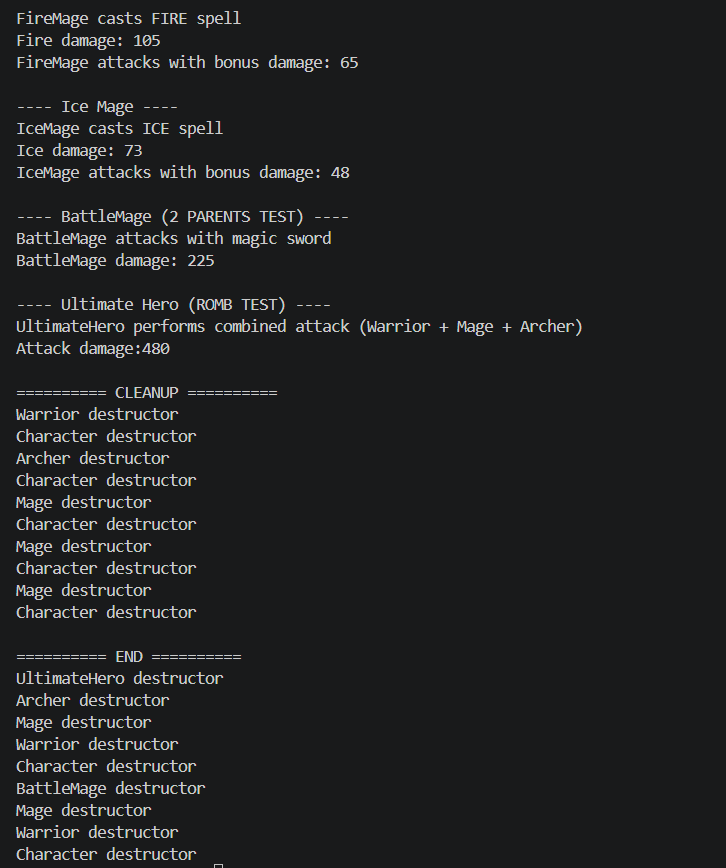 FireMage casts FIRE spell
Fire damage: 105
FireMage attacks with bonus damage: 65
---- Ice Mage ----
IceMage casts ICE spell
Ice damage: 73
IceMage attacks with bonus damage: 48
---- BattleMage (2 PARENTS TEST) ----
BattleMage attacks with magic sword
BattleMage damage: 225
---- Ultimate Hero (ROMB TEST) ----
UltimateHero performs combined attack (Warrior + Mage + Archer)
Attack damage:480
========== CLEANUP ==========
Warrior destructor
Character destructor
Archer destructor
Character destructor
Mage destructor
Character destructor
Mage destructor
Character destructor
Mage destructor
Character destructor
========== END ==========
UltimateHero destructor
Archer destructor
Mage destructor
Warrior destructor
Character destructor
BattleMage destructor
Mage destructor
Warrior destructor
Character destructor